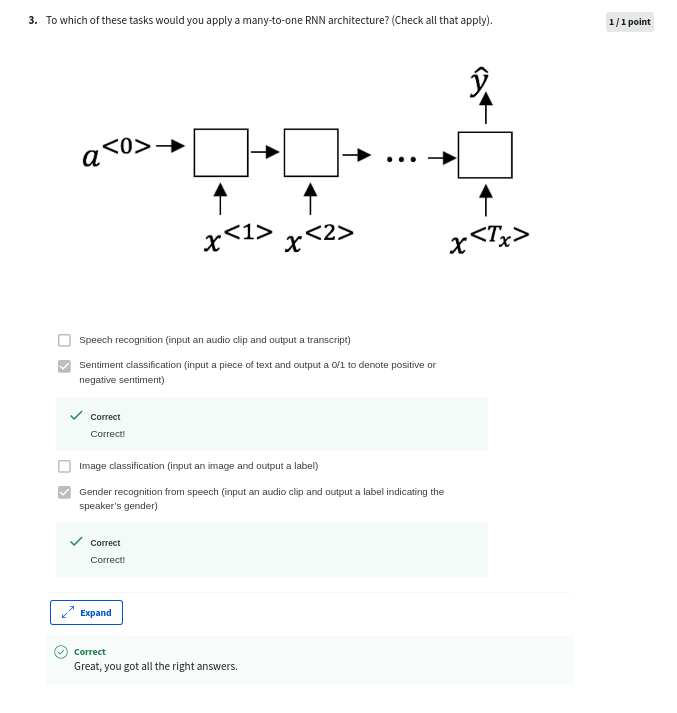 3. To which of these tasks would you apply a many-to-one RNN architecture? (Check all that apply).
1 / 1 point
ŷ
a<0>
...
x<1> x<2> x<Tx>
Speech recognition (input an audio clip and output a transcript)
Sentiment classification (input a piece of text and output a 0/1 to denote positive or
negative sentiment)
Correct
Correct!
Image classification (input an image and output a label)
Gender recognition from speech (input an audio clip and output a label indicating the
speaker's gender)
Correct
Correct!
Expand
Correct
Great, you got all the right answers.